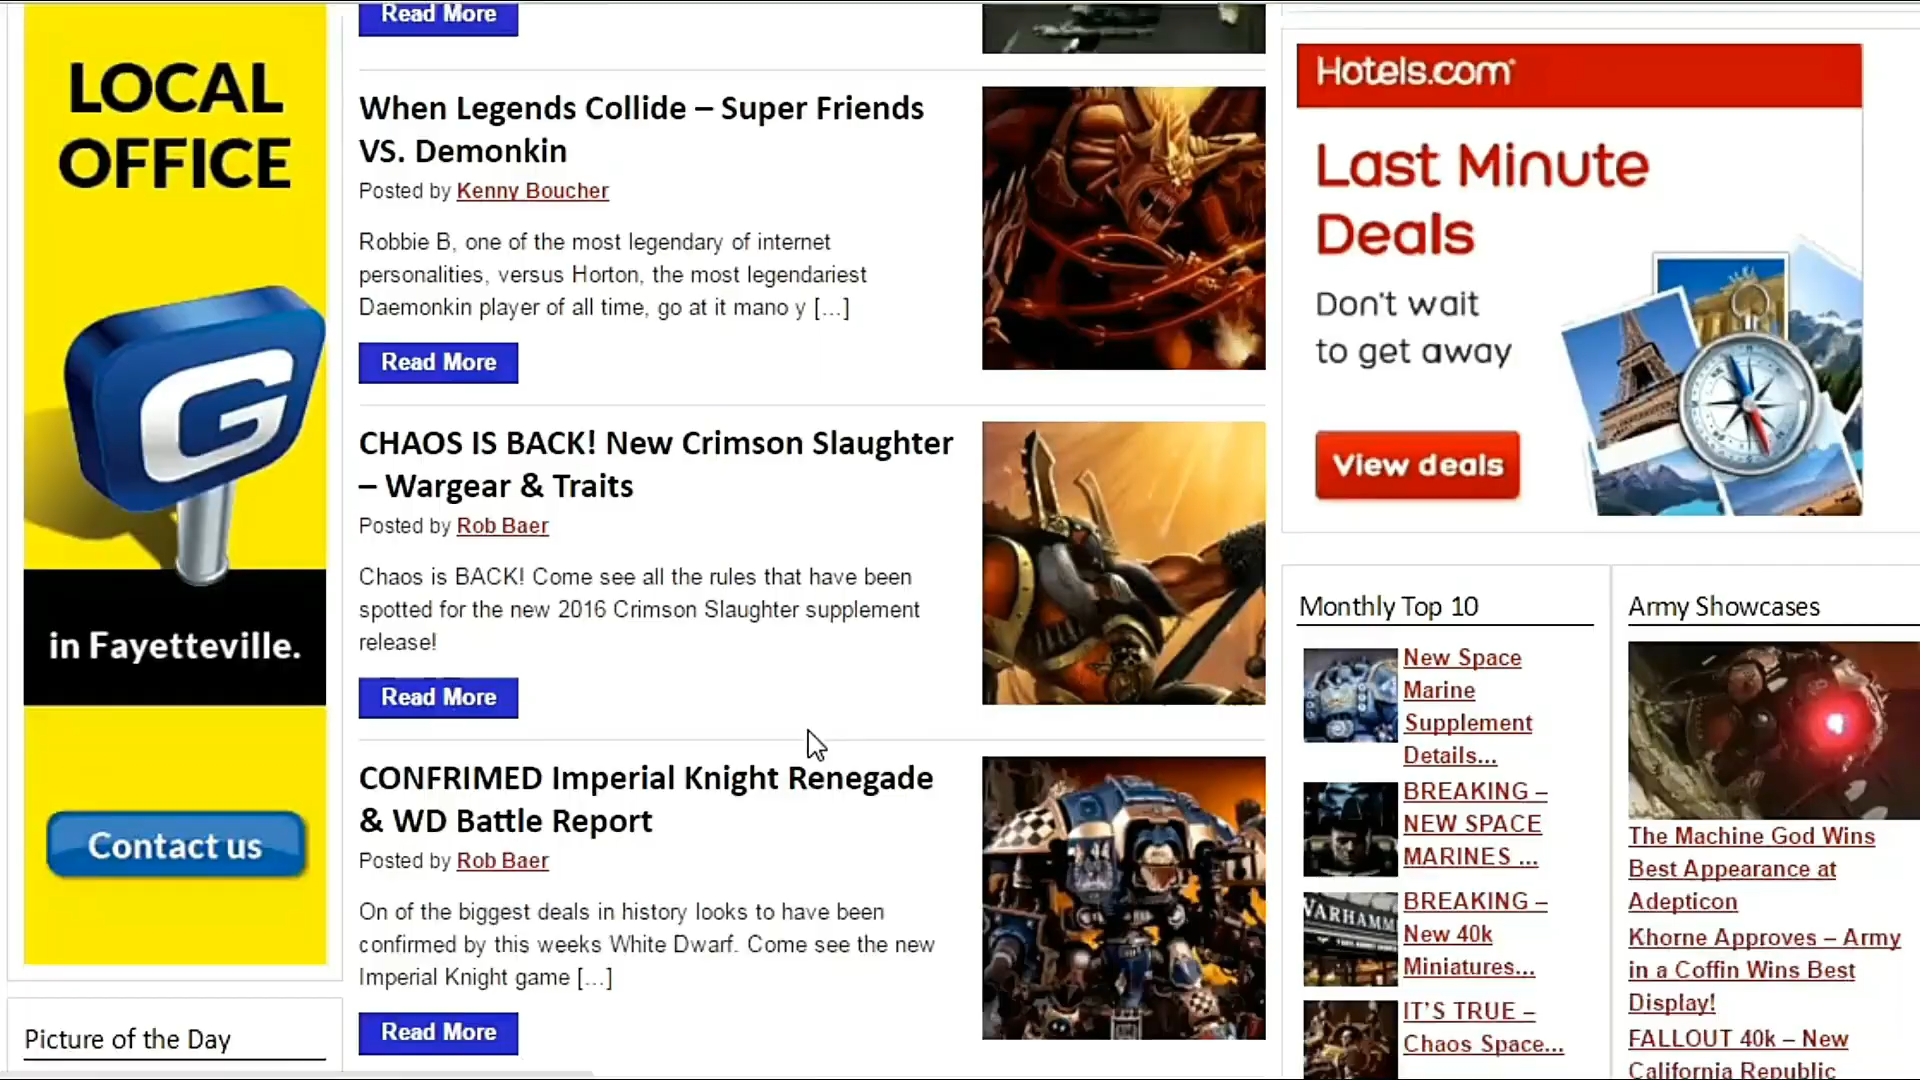 LOCAL
OFFICE
G
in Fayetteville.
Contact us
Picture of the Day
Read More
When Legends Collide – Super Friends
VS. Demonkin
Posted by Kenny Boucher
Robbie B, one of the most legendary of internet
personalities, versus Horton, the most legendariest
Daemonkin player of all time, go at it mano y [...]
Read More
CHAOS IS BACK! New Crimson Slaughter
– Wargear & Traits
Posted by Rob Baer
Chaos is BACK! Come see all the rules that have been
spotted for the new 2016 Crimson Slaughter supplement
release!
Read More
CONFRIMED Imperial Knight Renegade
& WD Battle Report
Posted by Rob Baer
On of the biggest deals in history looks to have been
confirmed by this weeks White Dwarf. Come see the new
Imperial Knight game [...]
Read More
Hotels.com
Last Minute
Deals
Don't wait
to get away
View deals
Monthly Top 10
New Space
Marine
Supplement
Details...
BREAKING –
NEW SPACE
MARINES ...
WARHAMM
BREAKING –
New 40k
Miniatures...
IT'S TRUE –
Chaos Space...
Army Showcases
The Machine God Wins
Best Appearance at
Adepticon
Khorne Approves – Army
in a Coffin Wins Best
Display!
FALLOUT 40k – New
California Republic